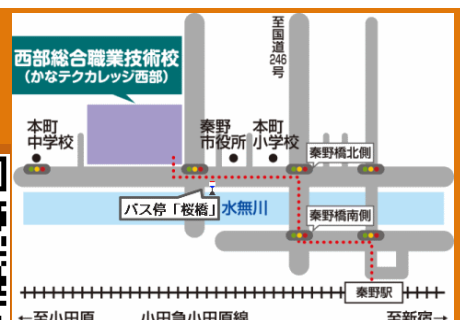 西部総合職業技術校
(かなテクカレッジ西部)
至国道246号
本町
中学校
秦野
市役所
本町
小学校
秦野橋北側
バス停「桜橋」
水無川
秦野橋南側
秦野駅
←至小田原
小田急小田原線
至新宿→